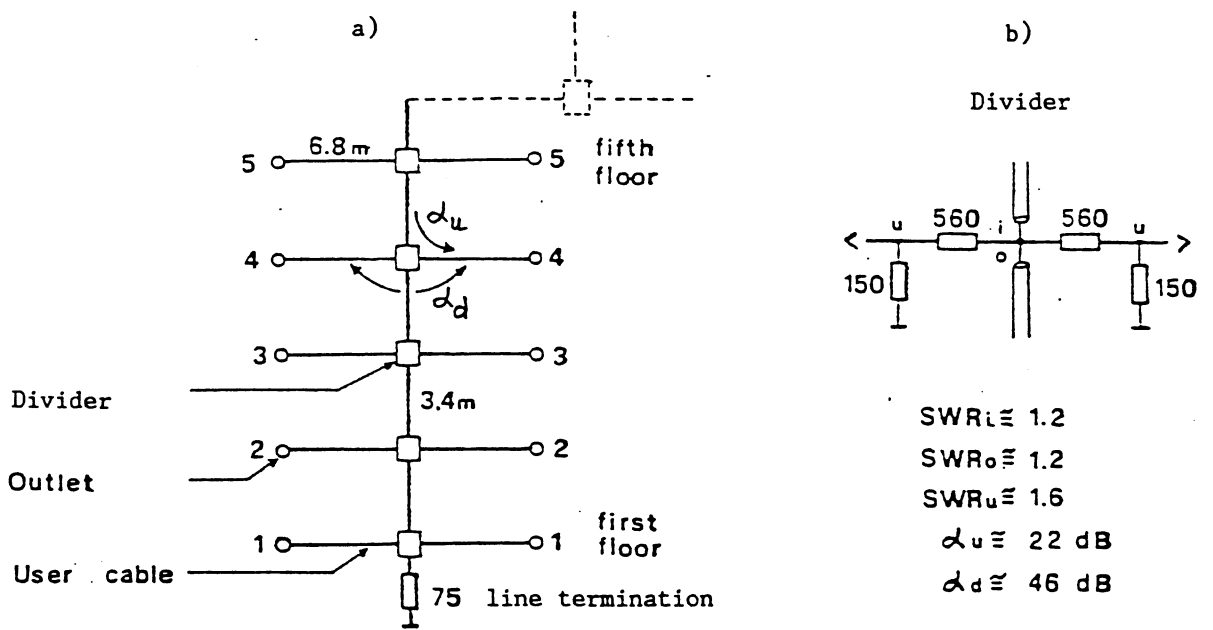 a)
5
6.8 m
5
fifth
floor
αu
4
4
αd
3
3
Divider
3.4 m
2
2
Outlet
first
floor
1
1
User cable
75 line termination
b)
Divider
u
560
i
560
u
o
150
150
SWRi ≅ 1.2
SWRo ≅ 1.2
SWRu ≅ 1.6
αu ≅ 22 dB
αd ≅ 46 dB